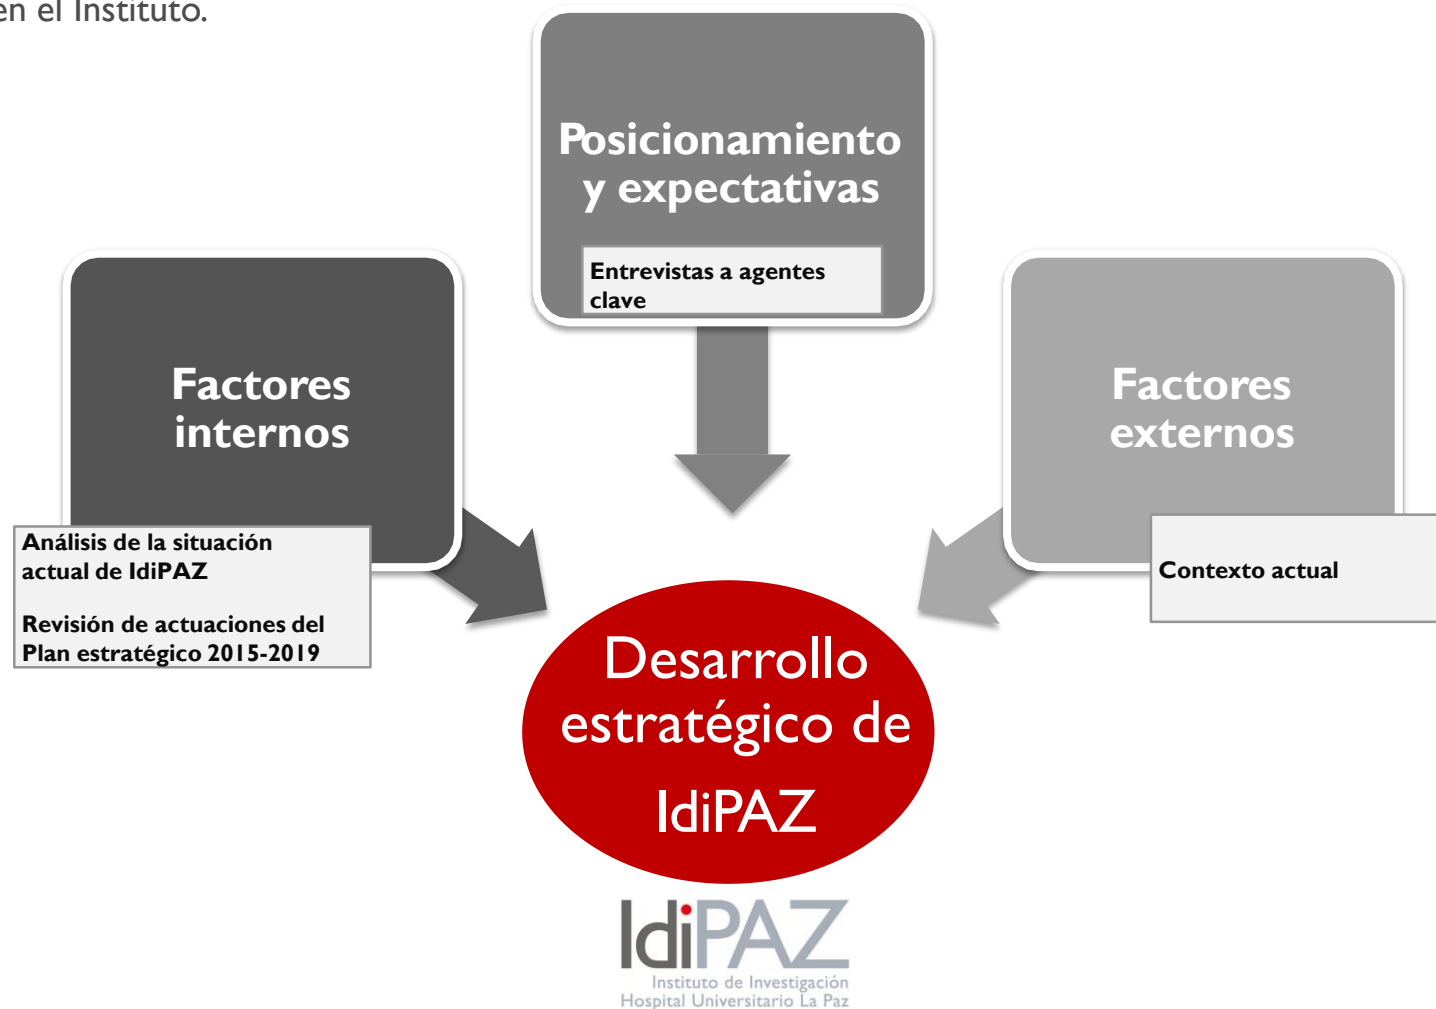 en el Instituto.
Posicionamiento
y expectativas
Entrevistas a agentes
clave
Factores
internos
Análisis de la situación
actual de IdiPAZ
Revisión de actuaciones del
Plan estratégico 2015-2019
Factores
externos
Contexto actual
Desarrollo
estratégico de
IdiPAZ
IdiPAZ
Instituto de Investigación
Hospital Universitario La Paz